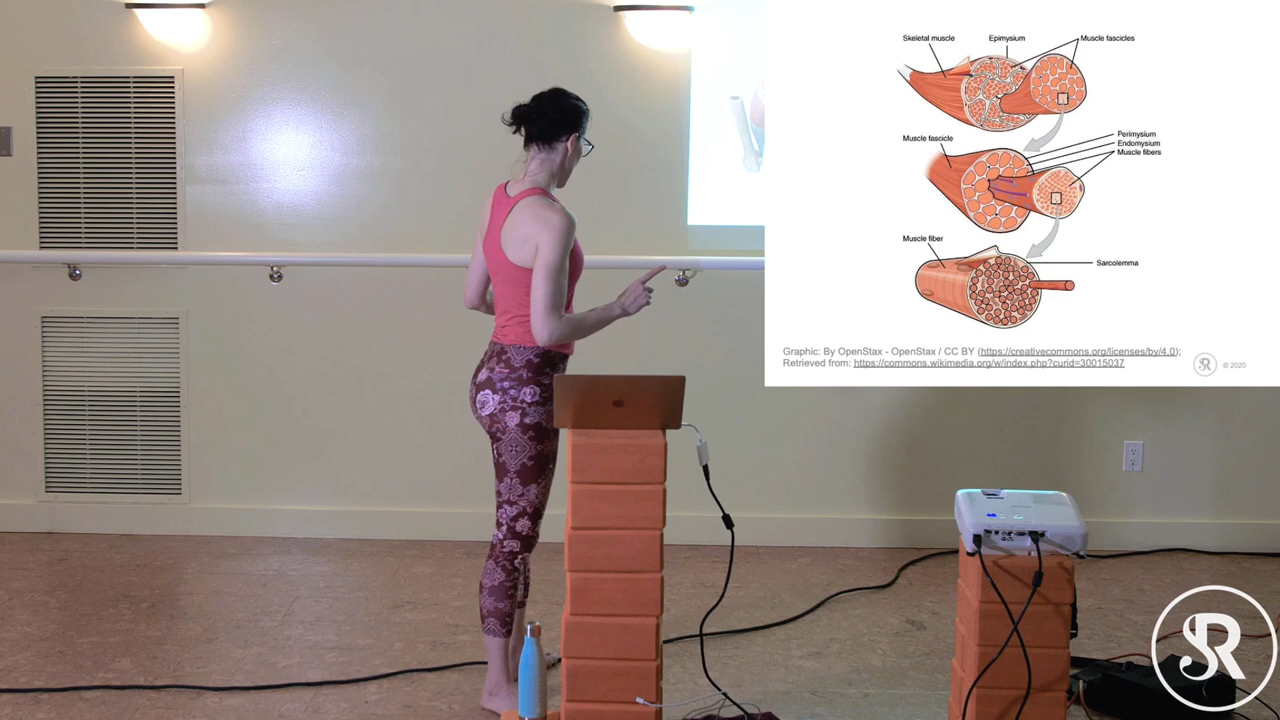 Skeletal muscle
Epimysium
Muscle fascicles
Muscle fascicle
Perimysium
Endomysium
Muscle fibers
Muscle fiber
Sarcolemma
Graphic: By OpenStax - OpenStax / CC BY (https://creativecommons.org/licenses/by/4.0);
Retrieved from: https://commons.wikimedia.org/w/index.php?curid=30015037
SR
© 2020
SR